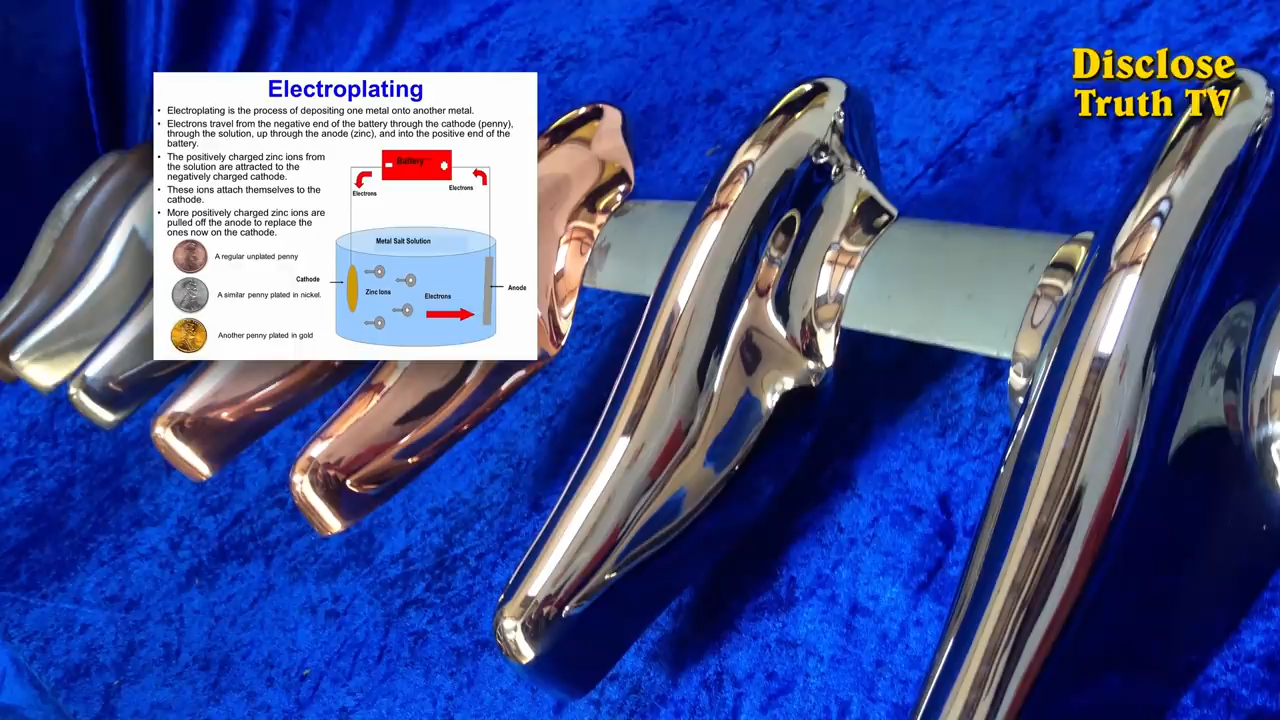 Disclose
Truth TV
Electroplating
• Electroplating is the process of depositing one metal onto another metal.
• Electrons travel from the negative end of the battery through the cathode (penny),
through the solution, up through the anode (zinc), and into the positive end of the
battery.
• The positively charged zinc ions from
the solution are attracted to the
negatively charged cathode.
• These ions attach themselves to the
cathode.
• More positively charged zinc ions are
pulled off the anode to replace the
ones now on the cathode.
A regular unplated penny
A similar penny plated in nickel.
Another penny plated in gold
Battery
Electrons
Electrons
Metal Salt Solution
Cathode
Zinc Ions
Electrons
Anode